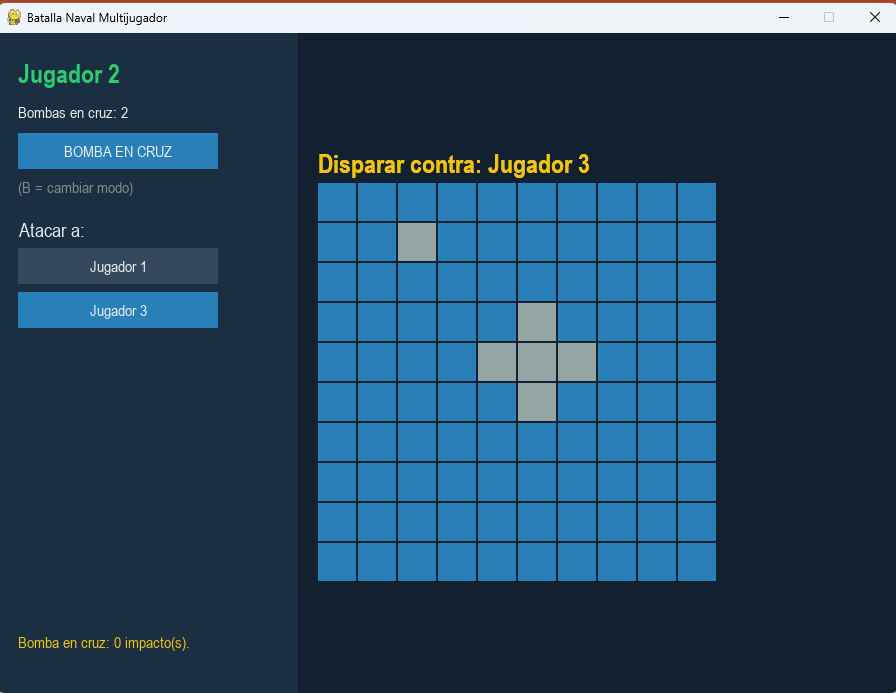 Batalla Naval Multijugador
Jugador 2
Bombas en cruz: 2
BOMBA EN CRUZ
(B = cambiar modo)
Atacar a:
Jugador 1
Jugador 3
Disparar contra: Jugador 3
Bomba en cruz: 0 impacto(s).